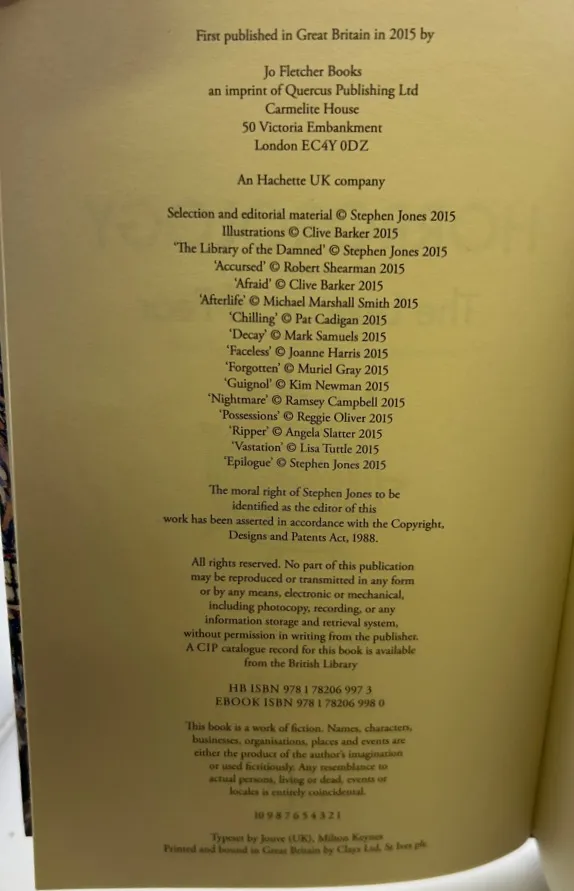 First published in Great Britain in 2015 by
Jo Fletcher Books
an imprint of Quercus Publishing Ltd
Carmelite House
50 Victoria Embankment
London EC4Y 0DZ
An Hachette UK company
Selection and editorial material © Stephen Jones 2015
Illustrations © Clive Barker 2015
‘The Library of the Damned’ © Stephen Jones 2015
‘Accursed’ © Robert Shearman 2015
‘Afraid’ © Clive Barker 2015
‘Afterlife’ © Michael Marshall Smith 2015
‘Chilling’ © Pat Cadigan 2015
‘Decay’ © Mark Samuels 2015
‘Faceless’ © Joanne Harris 2015
‘Forgotten’ © Muriel Gray 2015
‘Guignol’ © Kim Newman 2015
‘Nightmare’ © Ramsey Campbell 2015
‘Possessions’ © Reggie Oliver 2015
‘Ripper’ © Angela Slatter 2015
‘Vastation’ © Lisa Tuttle 2015
‘Epilogue’ © Stephen Jones 2015
The moral right of Stephen Jones to be
identified as the editor of this
work has been asserted in accordance with the Copyright,
Designs and Patents Act, 1988.
All rights reserved. No part of this publication
may be reproduced or transmitted in any form
or by any means, electronic or mechanical,
including photocopy, recording, or any
information storage and retrieval system,
without permission in writing from the publisher.
A CIP catalogue record for this book is available
from the British Library
HB ISBN 978 1 78206 997 3
EBOOK ISBN 978 1 78206 998 0
This book is a work of fiction. Names, characters,
businesses, organisations, places and events are
either the product of the author's imagination
or used fictitiously. Any resemblance to
actual persons, living or dead, events or
locales is entirely coincidental.
10 9 8 7 6 5 4 3 2 1
Typeset by Jouve (UK), Milton Keynes
Printed and bound in Great Britain by Clays Ltd, St Ives plc